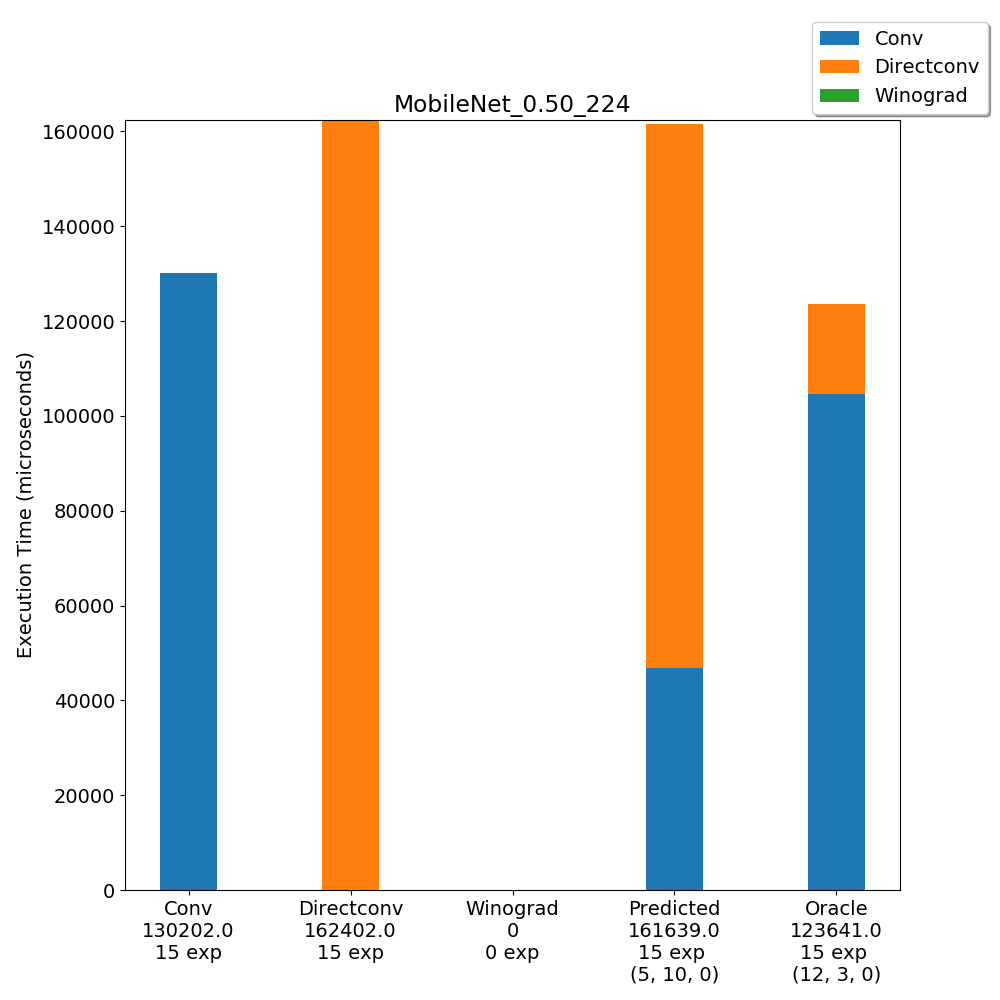 Conv
Directconv
Winograd
MobileNet_0.50_224
Execution Time (microseconds)
160000
140000
120000
100000
80000
60000
40000
20000
0
Conv
130202.0
15 exp
Directconv
162402.0
15 exp
Winograd
0
0 exp
Predicted
161639.0
15 exp
(5, 10, 0)
Oracle
123641.0
15 exp
(12, 3, 0)